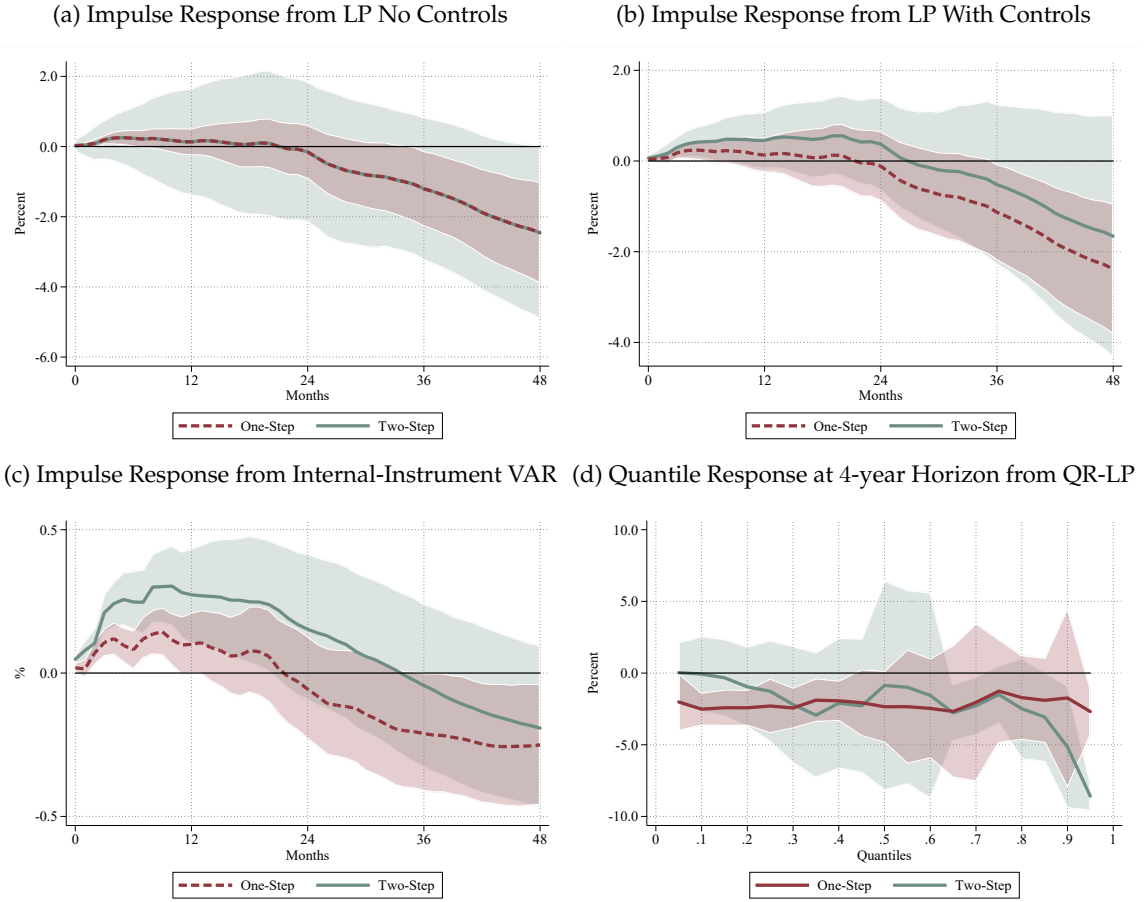 (a) Impulse Response from LP No Controls
2.0
0.0
-2.0
-4.0
-6.0
Percent
0 12 24 36 48
Months
One-Step Two-Step
(b) Impulse Response from LP With Controls
2.0
0.0
-2.0
-4.0
Percent
0 12 24 36 48
Months
One-Step Two-Step
(c) Impulse Response from Internal-Instrument VAR
0.5
0.0
-0.5
%
0 12 24 36 48
Months
One-Step Two-Step
(d) Quantile Response at 4-year Horizon from QR-LP
10.0
5.0
0.0
-5.0
-10.0
Percent
0 .1 .2 .3 .4 .5 .6 .7 .8 .9 1
Quantiles
One-Step Two-Step